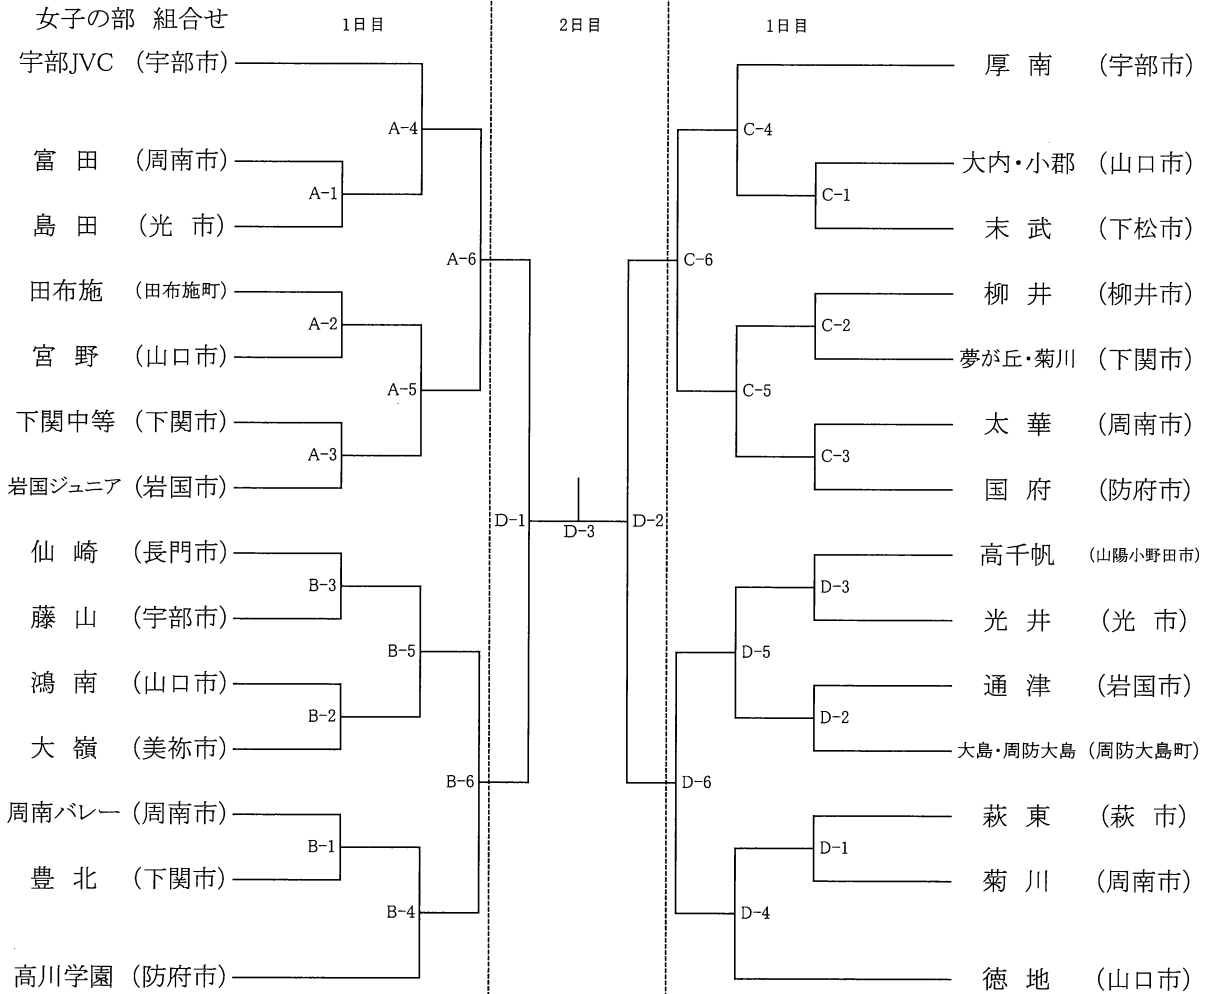 女子の部 組合せ
1日目
2日目
1日目
宇部JVC (宇部市)
富 田 (周南市)
島 田 (光 市)
田布施 (田布施町)
宮 野 (山口市)
下関中等 (下関市)
岩国ジュニア (岩国市)
仙 崎 (長門市)
藤 山 (宇部市)
鴻 南 (山口市)
大 嶺 (美祢市)
周南バレー (周南市)
豊 北 (下関市)
高川学園 (防府市)
A-4
A-1
A-6
A-2
A-5
A-3
B-3
B-5
B-2
B-6
B-1
B-4
D-1
D-3
D-2
C-4
C-1
C-6
C-2
C-5
C-3
D-3
D-5
D-2
D-6
D-1
D-4
厚 南 (宇部市)
大内・小郡 (山口市)
末 武 (下松市)
柳 井 (柳井市)
夢が丘・菊川 (下関市)
太 華 (周南市)
国 府 (防府市)
高千帆 (山陽小野田市)
光 井 (光 市)
通 津 (岩国市)
大島・周防大島 (周防大島町)
萩 東 (萩 市)
菊 川 (周南市)
徳 地 (山口市)